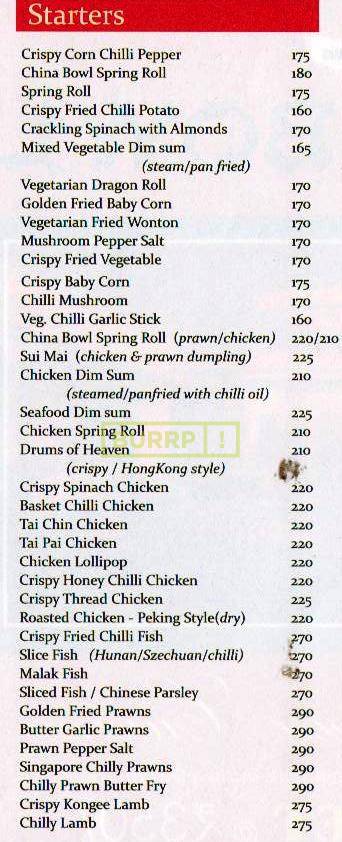 Starters
Crispy Corn Chilli Pepper 175
China Bowl Spring Roll 180
Spring Roll 175
Crispy Fried Chilli Potato 160
Crackling Spinach with Almonds 170
Mixed Vegetable Dim sum 165
(steam/pan fried)
Vegetarian Dragon Roll 170
Golden Fried Baby Corn 170
Vegetarian Fried Wonton 170
Mushroom Pepper Salt 170
Crispy Fried Vegetable 170
Crispy Baby Corn 175
Chilli Mushroom 170
Veg. Chilli Garlic Stick 160
China Bowl Spring Roll (prawn/chicken) 220/210
Sui Mai (chicken & prawn dumpling) 225
Chicken Dim Sum 210
(steamed/panfried with chilli oil)
Seafood Dim sum 225
Chicken Spring Roll 210
BURRP!
Drums of Heaven 210
(crispy / HongKong style)
Crispy Spinach Chicken 220
Basket Chilli Chicken 220
Tai Chin Chicken 220
Tai Pai Chicken 220
Chicken Lollipop 220
Crispy Honey Chilli Chicken 220
Crispy Thread Chicken 225
Roasted Chicken - Peking Style(dry) 220
Crispy Fried Chilli Fish 270
Slice Fish (Hunan/Szechuan/chilli) 270
Malak Fish 270
Sliced Fish / Chinese Parsley 270
Golden Fried Prawns 290
Butter Garlic Prawns 290
Prawn Pepper Salt 290
Singapore Chilly Prawns 290
Chilly Prawn Butter Fry 290
Crispy Kongee Lamb 275
Chilly Lamb 275